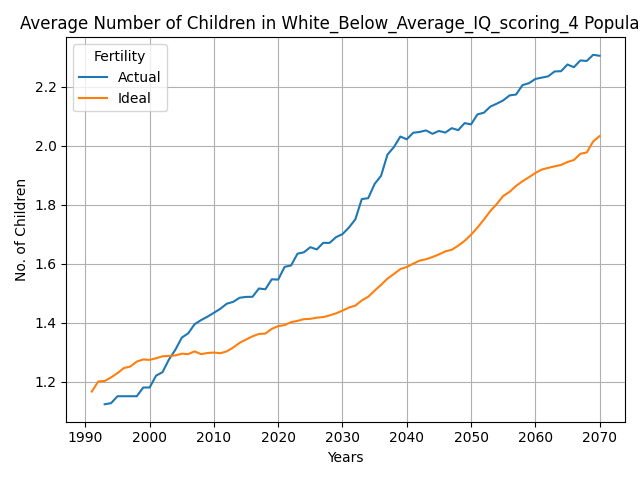 Average Number of Children in White_Below_Average_IQ_scoring_4 Popula
Fertility
Actual
Ideal
No. of Children
2.2
2.0
1.8
1.6
1.4
1.2
1990 2000 2010 2020 2030 2040 2050 2060 2070
Years